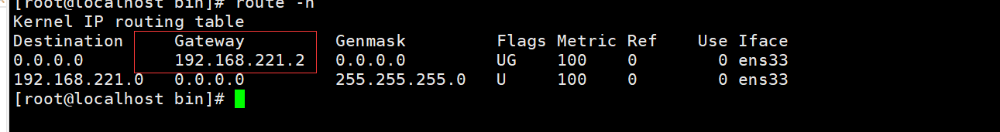 [root@localhost bin]# route -n
Kernel IP routing table
Destination     Gateway         Genmask         Flags Metric Ref    Use Iface
0.0.0.0         192.168.221.2   0.0.0.0         UG    100    0        0 ens33
192.168.221.0   0.0.0.0         255.255.255.0   U     100    0        0 ens33
[root@localhost bin]#